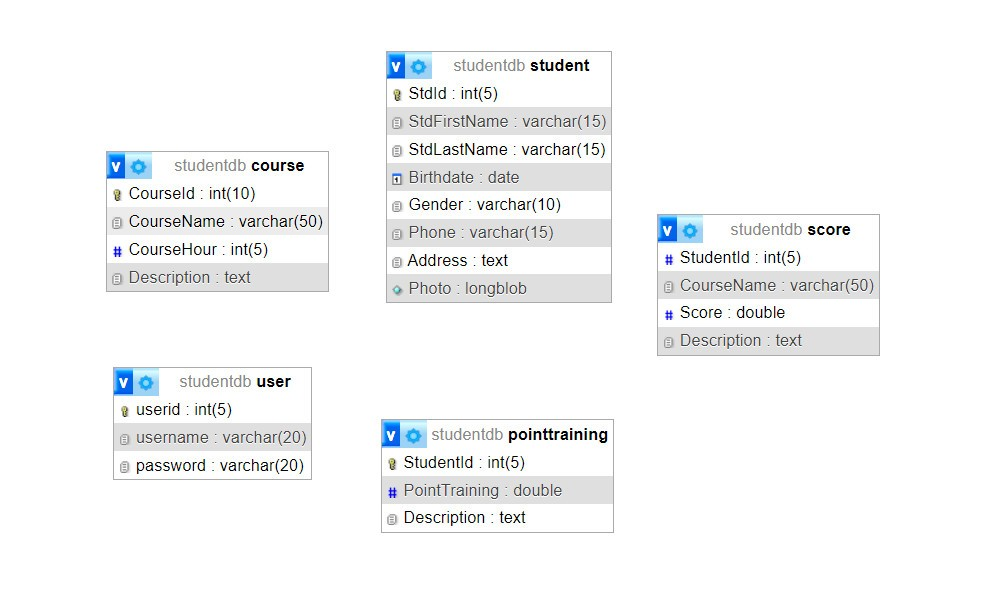 v studentdb student
StdId : int(5)
StdFirstName : varchar(15)
StdLastName : varchar(15)
Birthdate : date
Gender : varchar(10)
Phone : varchar(15)
Address : text
Photo : longblob
v studentdb course
CourseId : int(10)
CourseName : varchar(50)
# CourseHour : int(5)
Description : text
v studentdb score
# StudentId : int(5)
CourseName : varchar(50)
# Score : double
Description : text
v studentdb user
userid : int(5)
username : varchar(20)
password : varchar(20)
v studentdb pointtraining
StudentId : int(5)
# PointTraining : double
Description : text